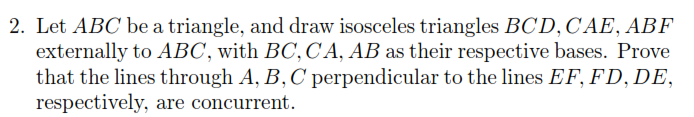 2. Let ABC be a triangle, and draw isosceles triangles BCD, CAE, ABF
externally to ABC, with BC, CA, AB as their respective bases. Prove
that the lines through A, B, C perpendicular to the lines EF, FD, DE,
respectively, are concurrent.